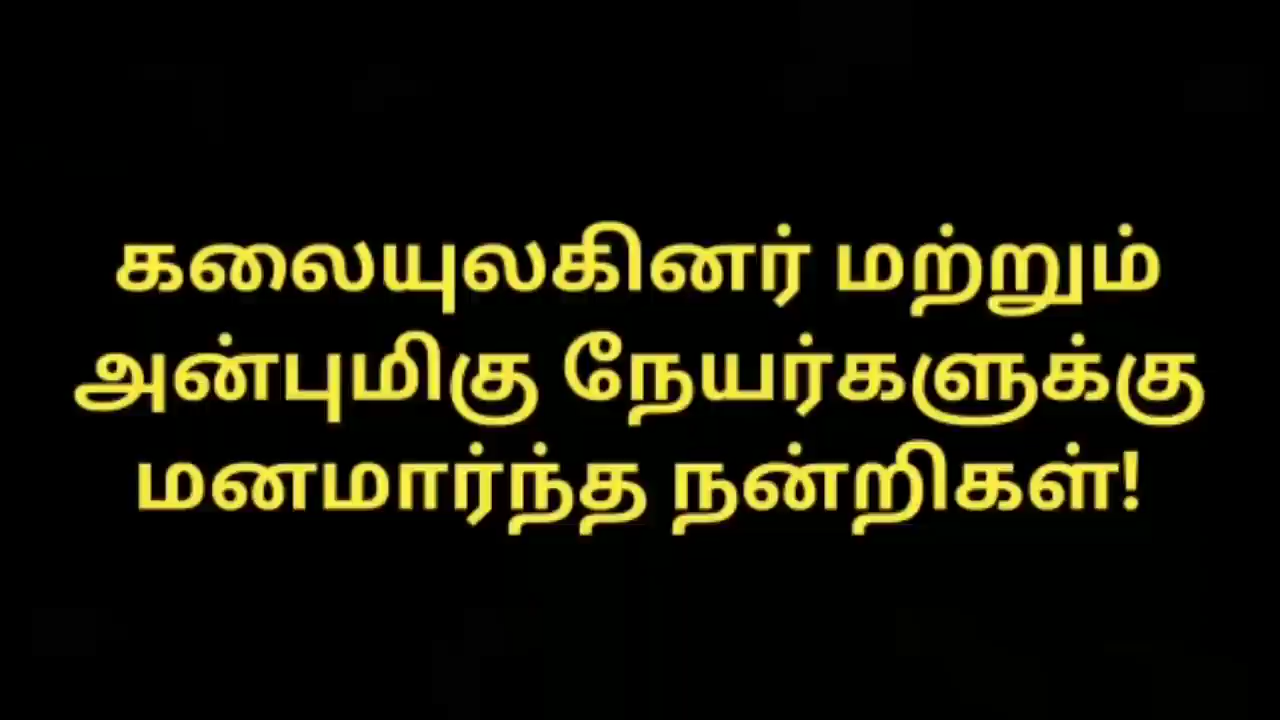 கலையுலகினர் மற்றும்
அன்புமிகு நேயர்களுக்கு
மனமார்ந்த நன்றிகள்!